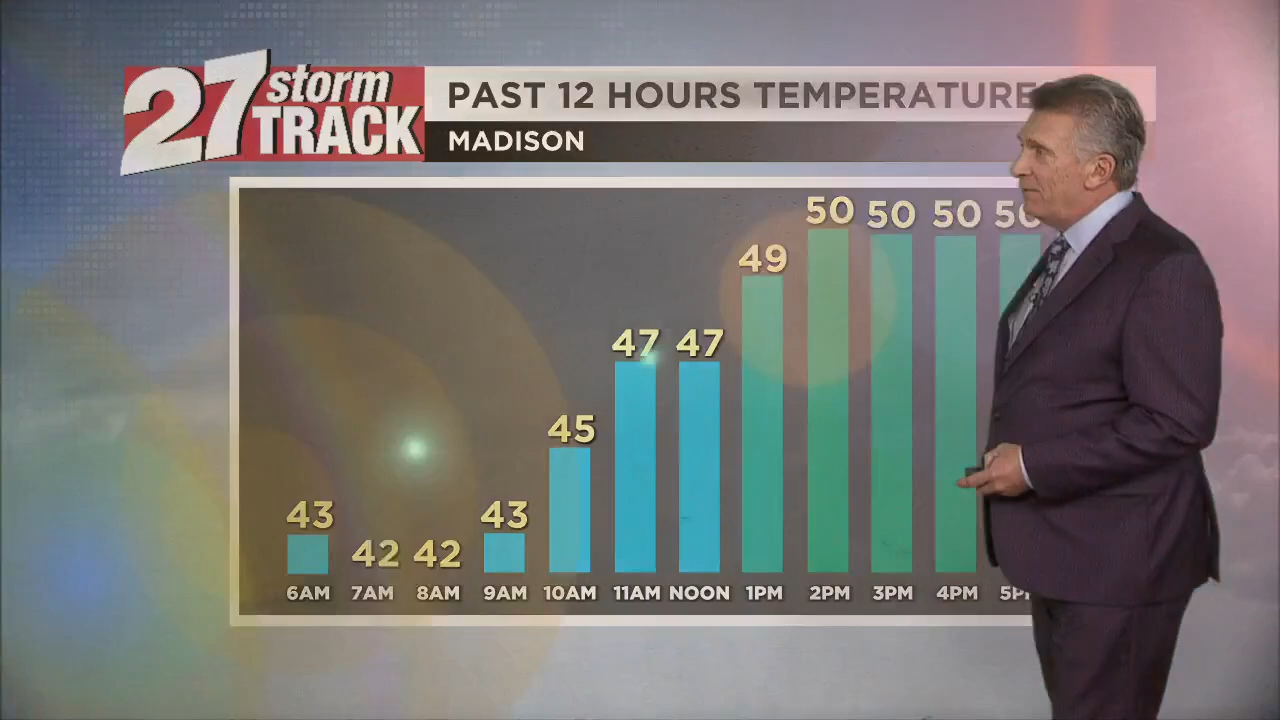 27 storm TRACK
PAST 12 HOURS TEMPERATURE
MADISON
50 50 50 50
49
47 47
45
43 43
42 42
6AM 7AM 8AM 9AM 10AM 11AM NOON 1PM 2PM 3PM 4PM